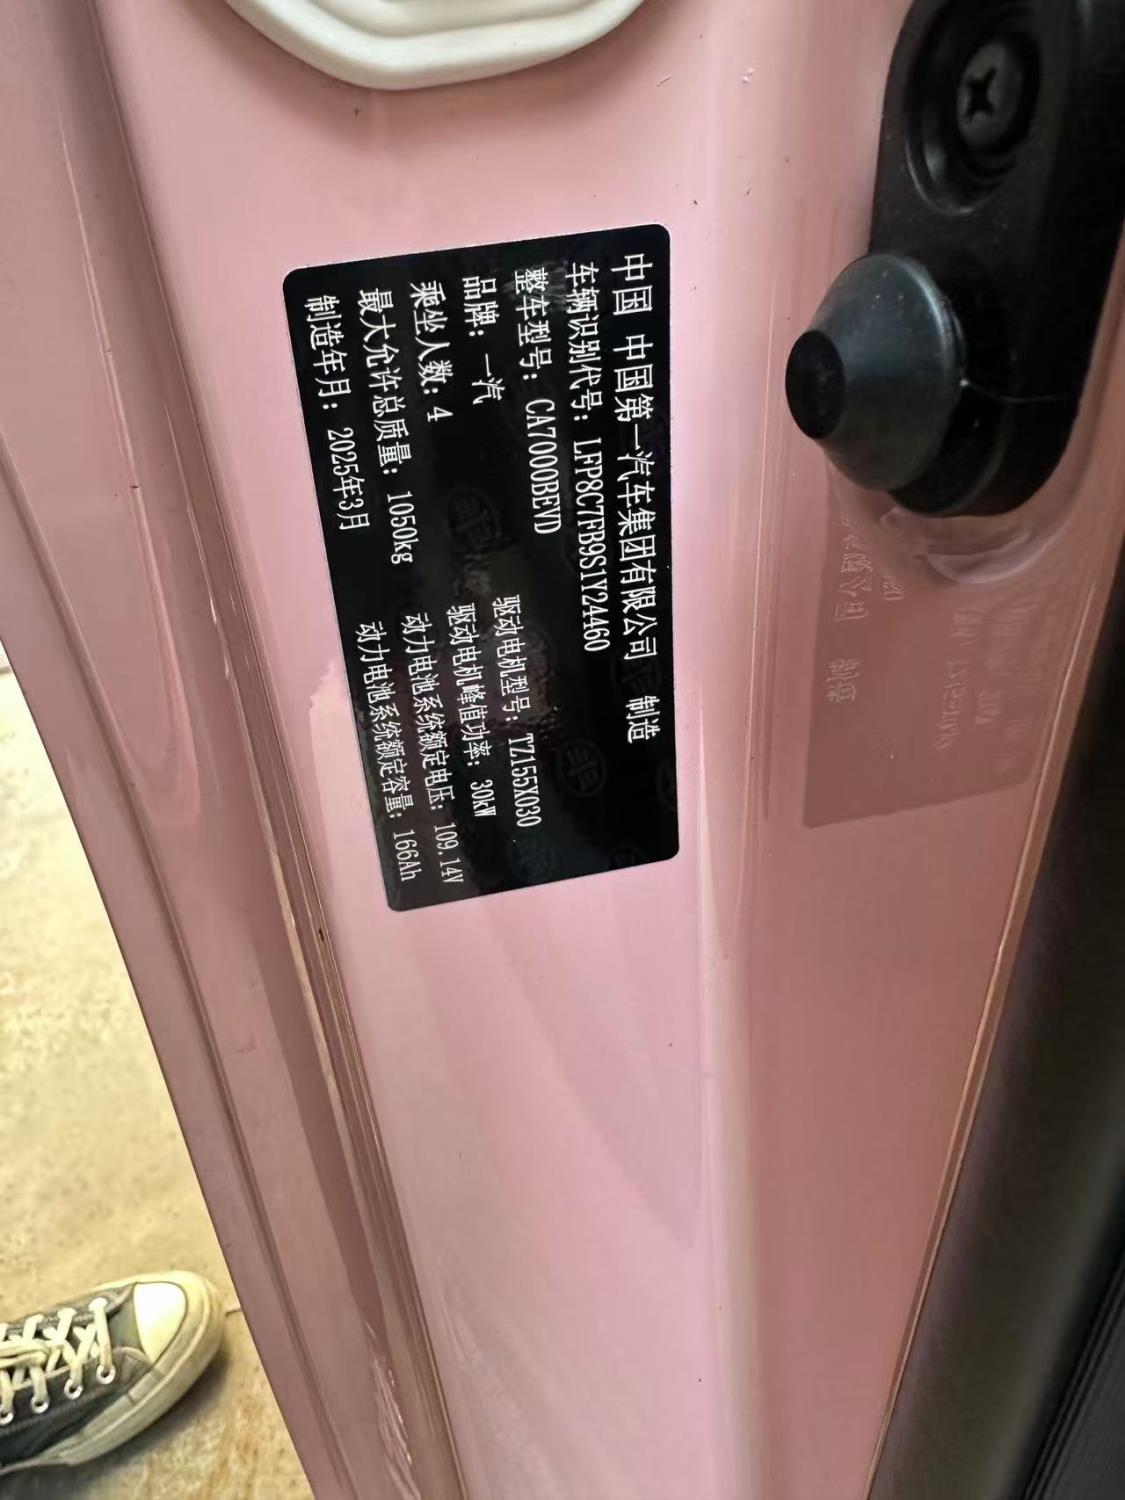 中国 中国第一汽车集团有限公司 制造
车辆识别代号: LFP8C7FB9S1Y24460
整车型号: CA7000BEVD
品牌: 一汽
驱动电机型号: TZ155X030
乘坐人数: 4
驱动电机峰值功率: 30kW
最大允许总质量: 1050kg
动力电池系统额定电压: 109.14V
制造年月: 2025年3月
动力电池系统额定容量: 166Ah